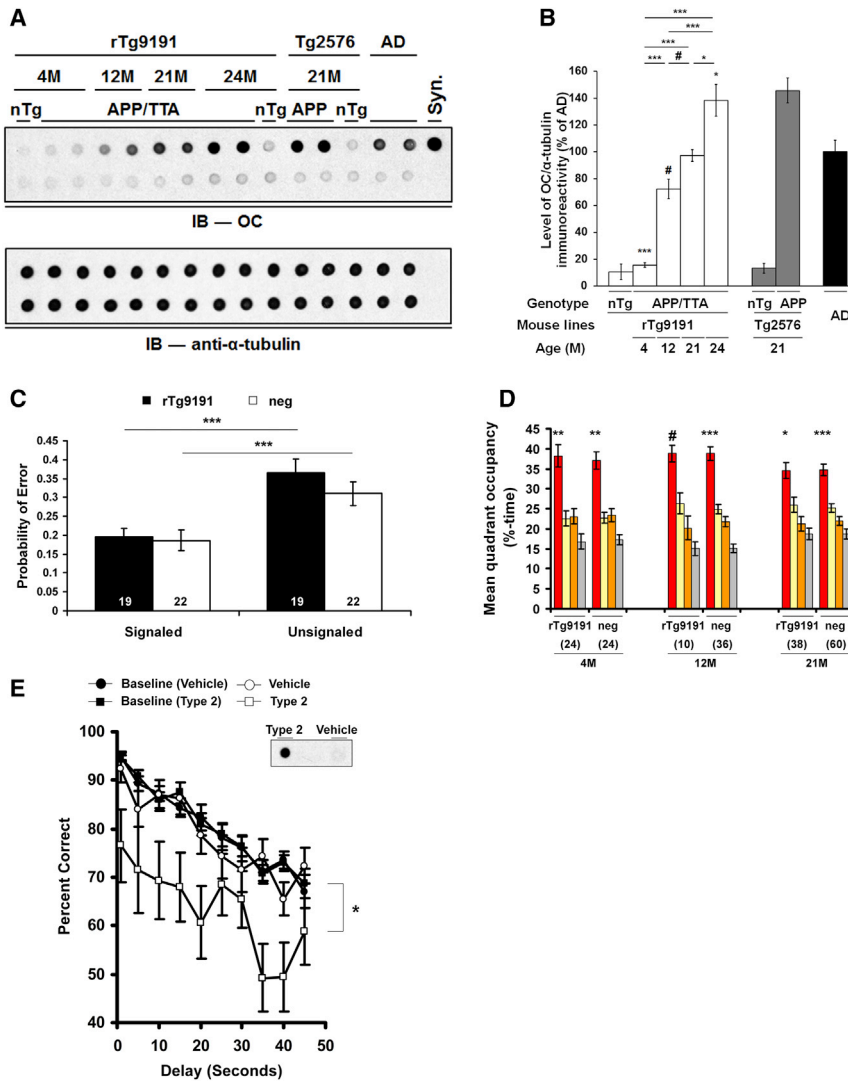 A
rTg9191 Tg2576 AD Syn.
4M 12M 21M 24M 21M
nTg APP/TTA nTg APP nTg
IB — OC
IB — anti-α-tubulin
B
Level of OC/α-tubulin
immunoreactivity (% of AD)
160
140
120
100
80
60
40
20
0
***
***
***
*** # *
*
#
***
Genotype nTg APP/TTA nTg APP AD
Mouse lines rTg9191 Tg2576
Age (M) 4 12 21 24 21
C
rTg9191 neg
***
***
Probability of Error
0.45
0.4
0.35
0.3
0.25
0.2
0.15
0.1
0.05
0
19 22 19 22
Signaled Unsignaled
D
Mean quadrant occupancy
(%-time)
45
40
35
30
25
20
15
10
5
0
** ** # *** * ***
rTg9191 neg rTg9191 neg rTg9191 neg
(24) (24) (10) (36) (38) (60)
4M 12M 21M
E
Baseline (Vehicle) Vehicle
Baseline (Type 2) Type 2
Type 2 Vehicle
Percent Correct
100
90
80
70
60
50
40
*
0 10 20 30 40 50
Delay (Seconds)